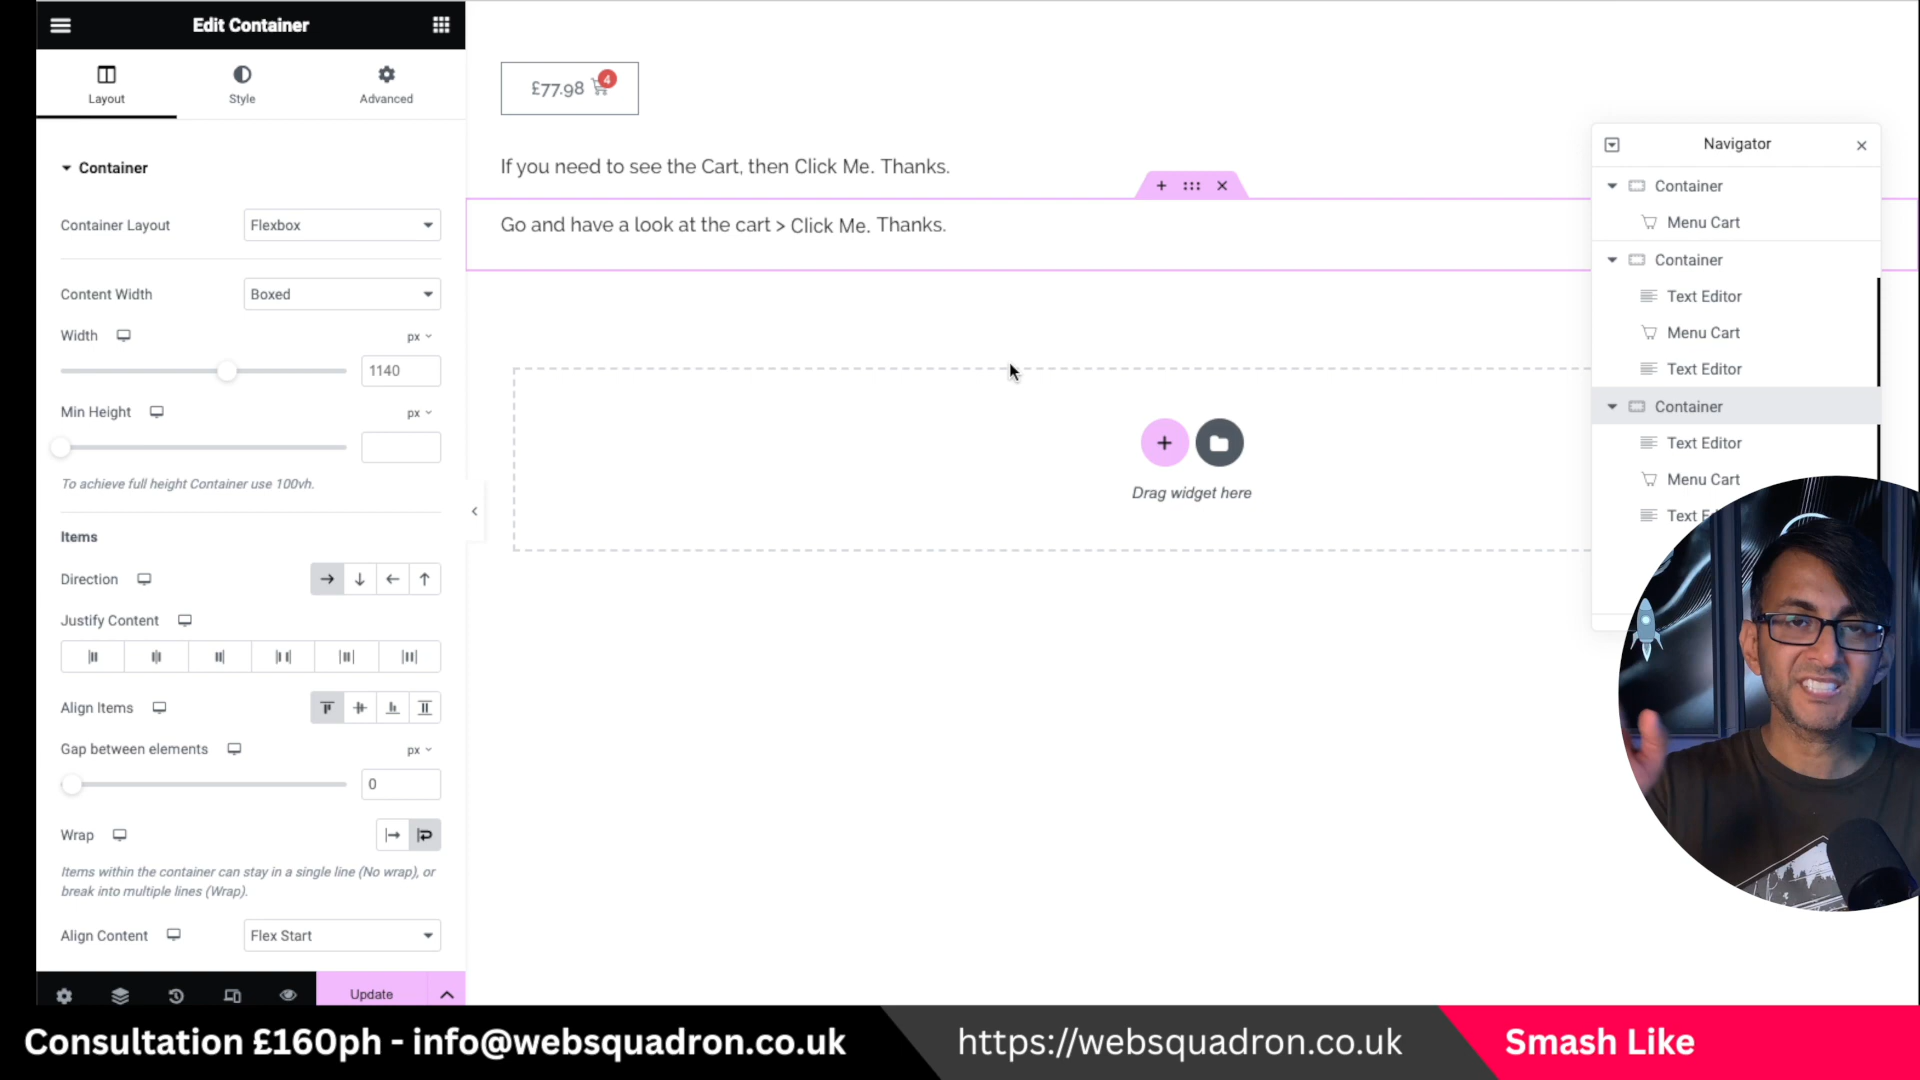 Edit Container
Layout
Style
Advanced
Container
Container Layout
Flexbox
Content Width
Boxed
Width
px
1140
Min Height
px
To achieve full height Container use 100vh.
Items
Direction
Justify Content
Align Items
Gap between elements
px
0
Wrap
Items within the container can stay in a single line (No wrap), or
break into multiple lines (Wrap).
Align Content
Flex Start
Update
£77.98
4
If you need to see the Cart, then Click Me. Thanks.
Go and have a look at the cart > Click Me. Thanks.
Drag widget here
Navigator
Container
Menu Cart
Container
Text Editor
Menu Cart
Text Editor
Container
Text Editor
Menu Cart
Text E
Consultation £160ph - info@websquadron.co.uk
https://websquadron.co.uk
Smash Like